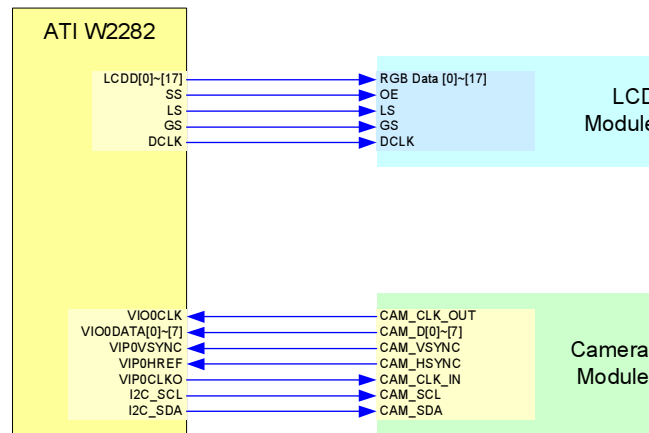 ATI W2282
LCDD[0]~[17]
SS
LS
GS
DCLK
RGB Data [0]~[17]
OE
LS
GS
DCLK
LCD
Module
VIO0CLK
VIO0DATA[0]~[7]
VIP0VSYNC
VIP0HREF
VIP0CLKO
I2C_SCL
I2C_SDA
CAM_CLK_OUT
CAM_D[0]~[7]
CAM_VSYNC
CAM_HSYNC
CAM_CLK_IN
CAM_SCL
CAM_SDA
Camera
Module